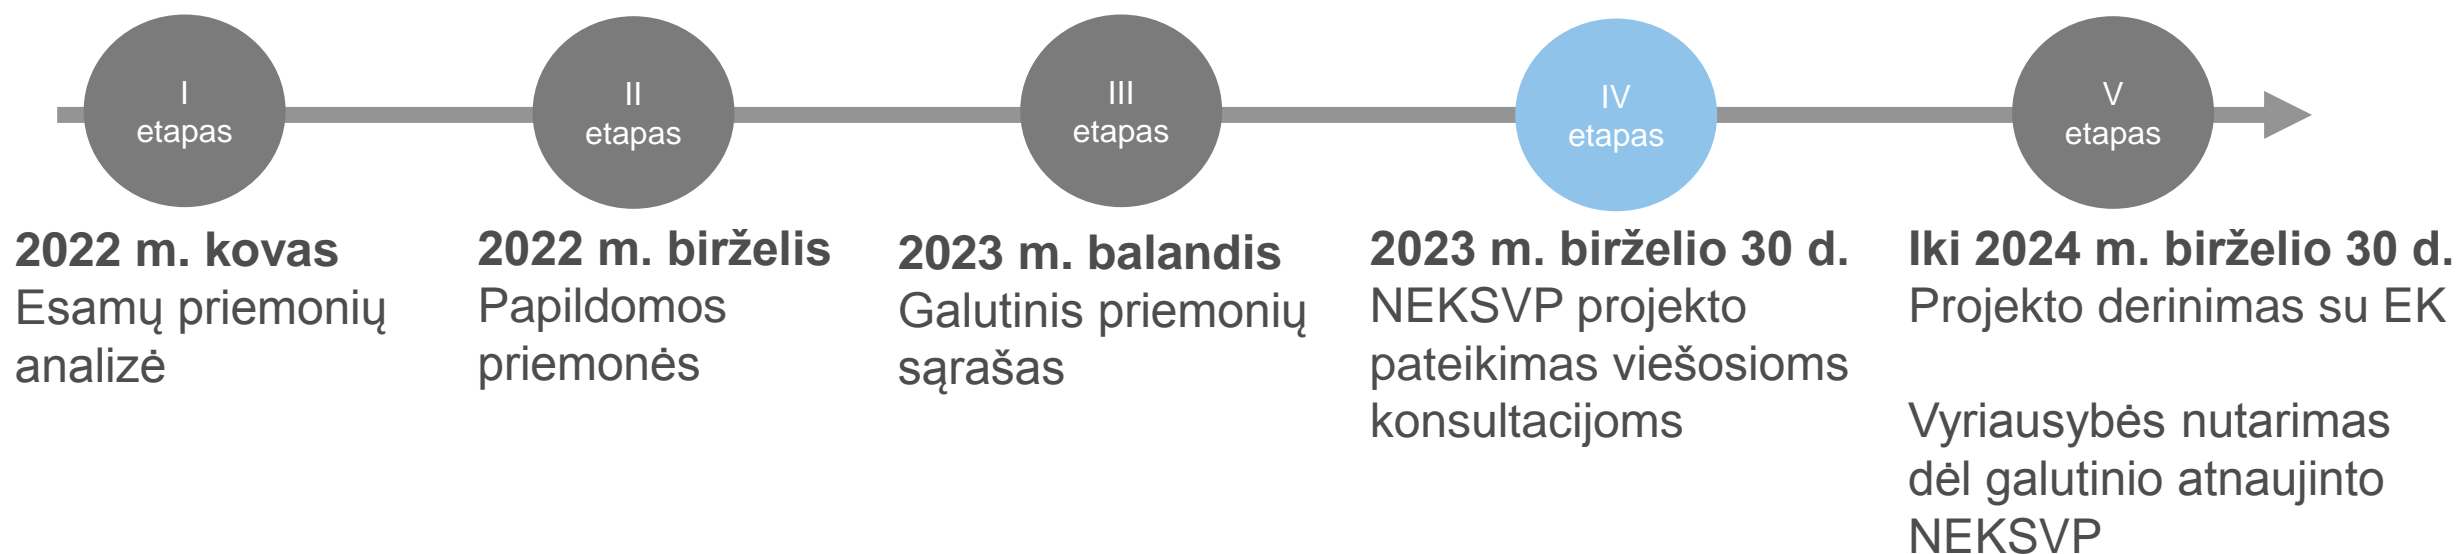 I
etapas
2022 m. kovas
Esamų priemonių
analizė
II
etapas
2022 m. birželis
Papildomos
priemonės
III
etapas
2023 m. balandis
Galutinis priemonių
sąrašas
IV
etapas
2023 m. birželio 30 d.
NEKSVP projekto
pateikimas viešosioms
konsultacijoms
V
etapas
Iki 2024 m. birželio 30 d.
Projekto derinimas su EK
Vyriausybės nutarimas
dėl galutinio atnaujinto
NEKSVP